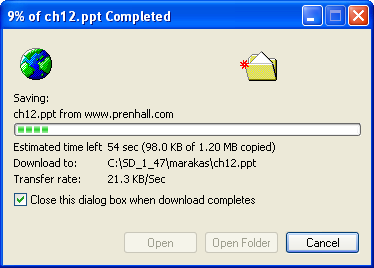 9% of ch12.ppt Completed
Saving:
ch12.ppt from www.prenhall.com
Estimated time left 54 sec (98.0 KB of 1.20 MB copied)
Download to: C:\SD_1_47\marakas\ch12.ppt
Transfer rate: 21.3 KB/Sec
Close this dialog box when download completes
Open Open Folder Cancel